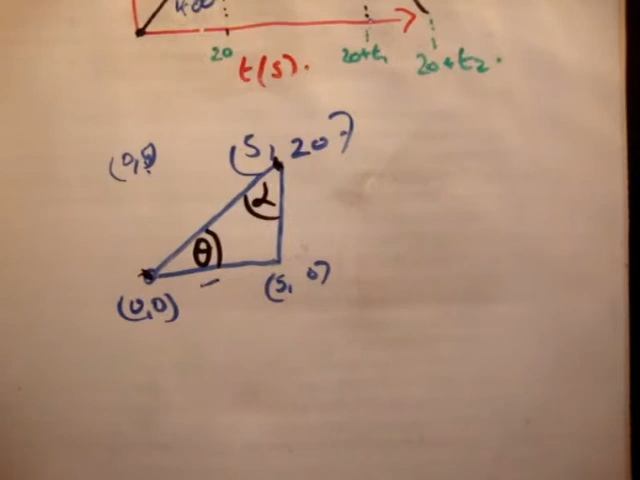 20 20+t₁ 20+t₂.
t(s).
(5, 20)
α
θ
(5, 0)
(0,0)